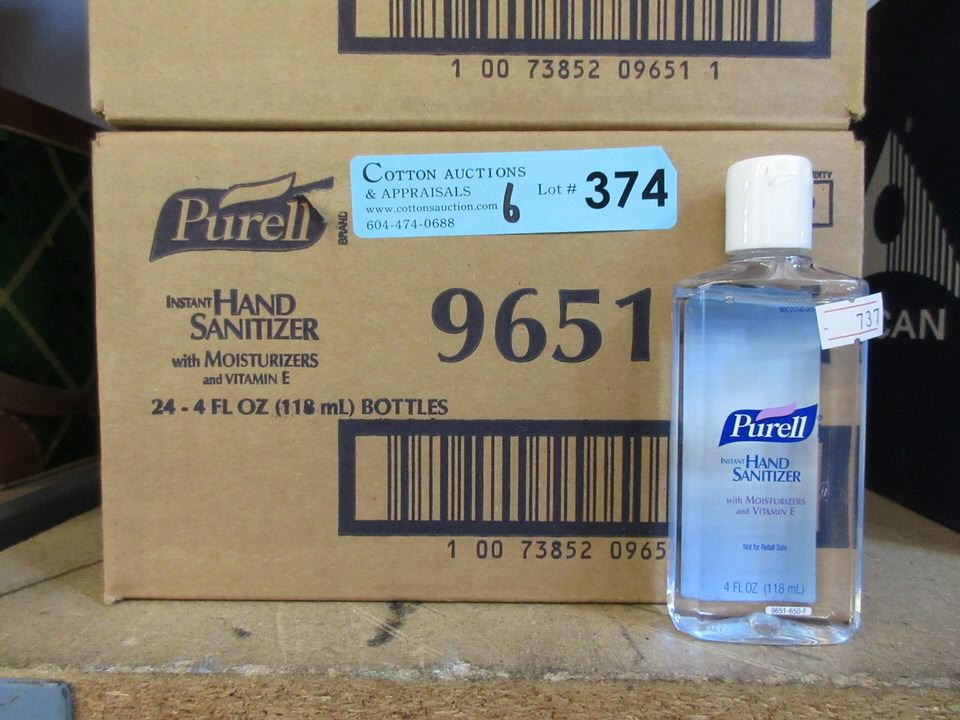 1 00 73852 09651 1
Purell
BRAND
COTTON AUCTIONS
& APPRAISALS
www.cottonsauction.com
604-474-0688
6
Lot # 374
INSTANT HAND
SANITIZER
with MOISTURIZERS
and VITAMIN E
24 - 4 FL OZ (118 mL) BOTTLES
9651
1 00 73852 0965
- 737
Purell
INSTANT HAND
SANITIZER
with MOISTURIZERS
and VITAMIN E
Not for Retail Sale
4 FL OZ (118 mL)
9651-650-F
CAN